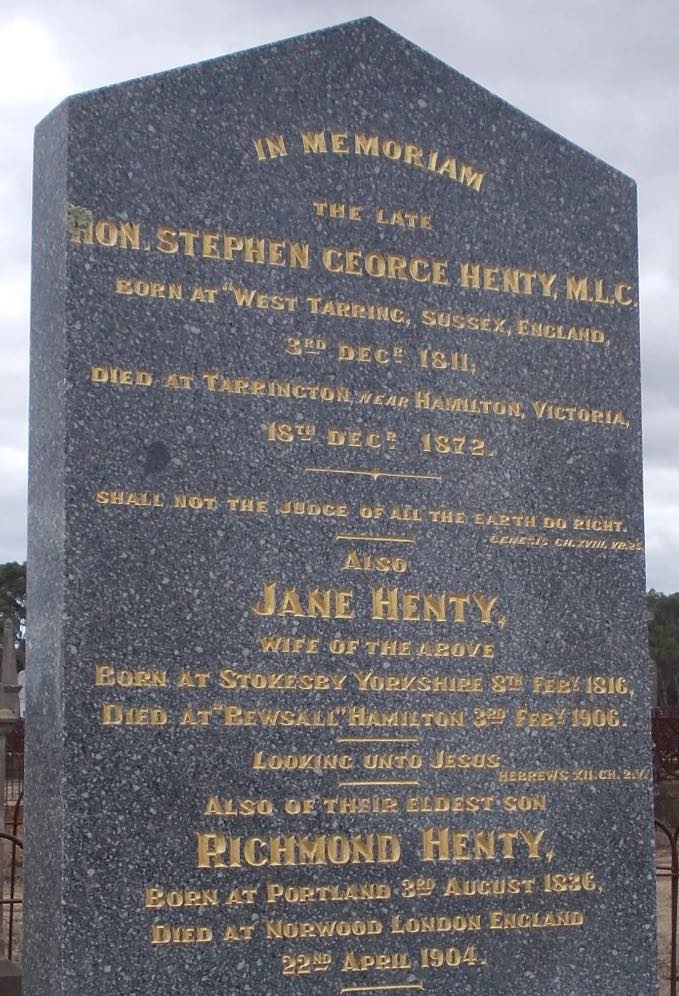 IN MEMORIAM
THE LATE
HON. STEPHEN GEORGE HENTY, M.L.C.
BORN AT "WEST TARRING, SUSSEX, ENGLAND,
3RD DECR 1811,
DIED AT TARRINGTON, NEAR HAMILTON, VICTORIA,
18TH DECR 1872.
SHALL NOT THE JUDGE OF ALL THE EARTH DO RIGHT.
GENESIS CH. XVIII, VR. 25
ALSO
JANE HENTY,
WIFE OF THE ABOVE
BORN AT STOKESBY YORKSHIRE 8TH FEBY 1816,
DIED AT "PEWSALL" HAMILTON 3RD FEBY 1906.
LOOKING UNTO JESUS
HEBREWS XII. CH. 2. V.
ALSO OF THEIR ELDEST SON
RICHMOND HENTY,
BORN AT PORTLAND 3RD AUGUST 1836,
DIED AT NORWOOD LONDON ENGLAND
22ND APRIL 1904.